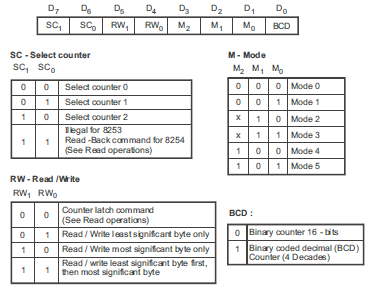 D7 D6 D5 D4 D3 D2 D1 D0
SC1 SC0 RW1 RW0 M2 M1 M0 BCD
SC - Select counter
SC1 SC0
0 0 Select counter 0
0 1 Select counter 1
1 0 Select counter 2
1 1 Illegal for 8253
Read -Back command for 8254
(See Read operations)
RW - Read /Write
RW1 RW0
0 0 Counter latch command
(See Read operations)
0 1 Read / Write least significant byte only
1 0 Read / Write most significant byte only
1 1 Read / write least significant byte first,
then most significant byte
M - Mode
M2 M1 M0
0 0 0 Mode 0
0 0 1 Mode 1
x 1 0 Mode 2
x 1 1 Mode 3
1 0 0 Mode 4
1 0 1 Mode 5
BCD :
0 Binary counter 16 - bits
1 Binary coded decimal (BCD)
Counter (4 Decades)